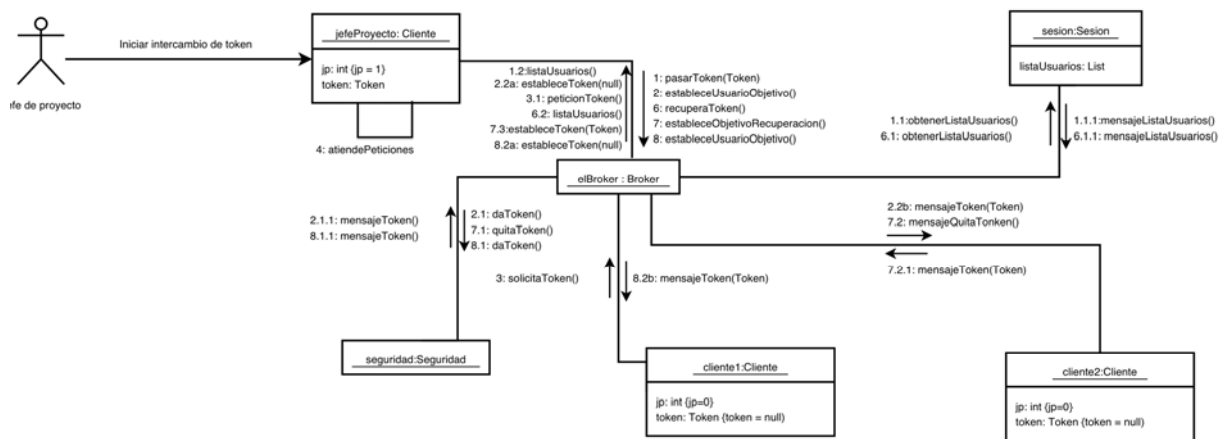 Iniciar intercambio de token
fe de proyecto
jefeProyecto: Cliente
jp: int {jp = 1}
token: Token
4: atiendePeticiones
1.2:listaUsuarios()
2.2a: estableceToken(null)
3.1: peticionToken()
6.2: listaUsuarios()
7.3:estableceToken(Token)
8.2a: estableceToken(null)
1: pasarToken(Token)
2: estableceUsuarioObjetivo()
6: recuperaToken()
7: estableceObjetivoRecuperacion()
8: estableceUsuarioObjetivo()
sesion:Sesion
listaUsuarios: List
1.1:obtenerListaUsuarios()
6.1: obtenerListaUsuarios()
1.1.1:mensajeListaUsuarios()
6.1.1: mensajeListaUsuarios()
elBroker : Broker
2.1.1: mensajeToken()
8.1.1: mensajeToken()
2.1: daToken()
7.1: quitaToken()
8.1: daToken()
2.2b: mensajeToken(Token)
7.2: mensajeQuitaTonken()
7.2.1: mensajeToken(Token)
3: solicitaToken()
8.2b: mensajeToken(Token)
seguridad:Seguridad
cliente1:Cliente
jp: int {jp=0}
token: Token {token = null)
cliente2:Cliente
jp: int {jp=0}
token: Token {token = null)